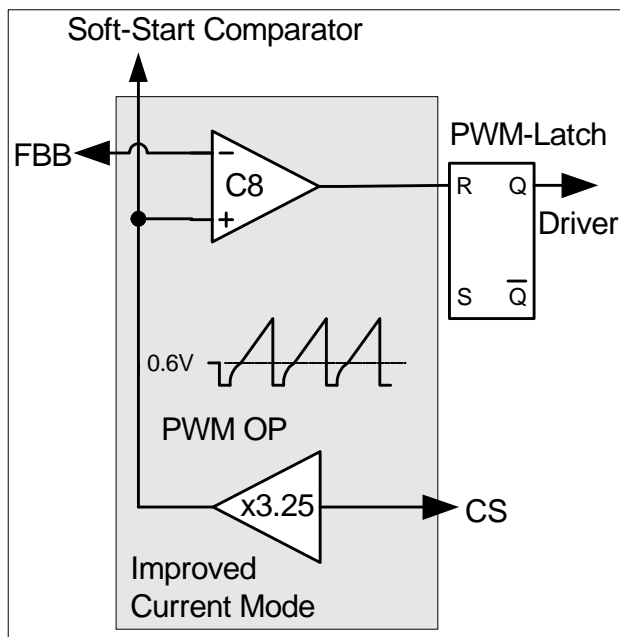 Soft-Start Comparator
FBB
−
C8
+
PWM-Latch
R Q
Driver
S Q̅
0.6V
PWM OP
x3.25
CS
Improved
Current Mode